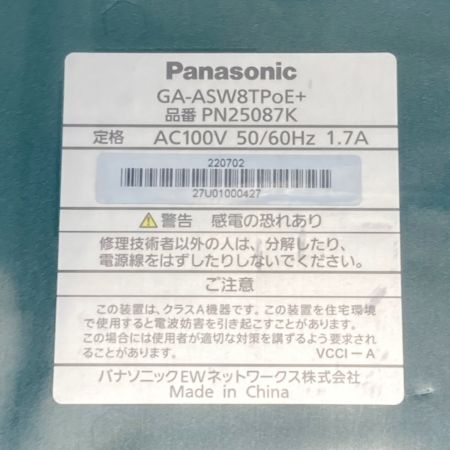 Panasonic
GA-ASW8TPoE+
品番 PN25087K
定格 AC100V 50/60Hz 1.7A
220702
27U01000427
警告 感電の恐れあり
修理技術者以外の人は、分解したり、
電源線をはずしたりしないでください。
ご注意
この装置は、クラスA機器です。この装置を住宅環境
で使用すると電波妨害を引き起こすことがあります。
この場合には使用者が適切な対策を講ずるよう要求さ
れることがあります。 VCCI-A
パナソニックEWネットワークス株式会社
Made in China